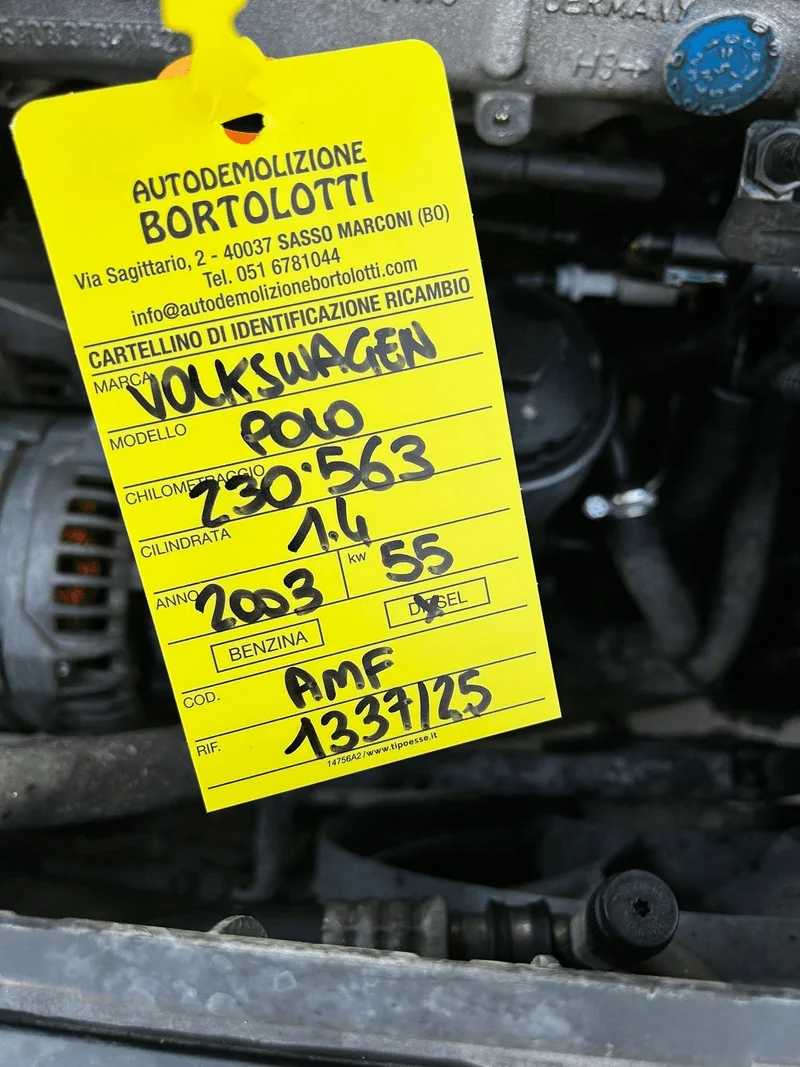 GERMANY
H3
AUTODEMOLIZIONE
BORTOLOTTI
Via Sagittario, 2 - 40037 SASSO MARCONI (BO)
Tel. 051 6781044
info@autodemolizionebortolotti.com
CARTELLINO DI IDENTIFICAZIONE RICAMBIO
MARCA VOLKSWAGEN
MODELLO POLO
CHILOMETRAGGIO 230.563
CILINDRATA 1.4
ANNO 2003 kw 55
BENZINA DIESEL
COD. AMF
RIF. 1337/25
14756A2/www.tipoesse.it